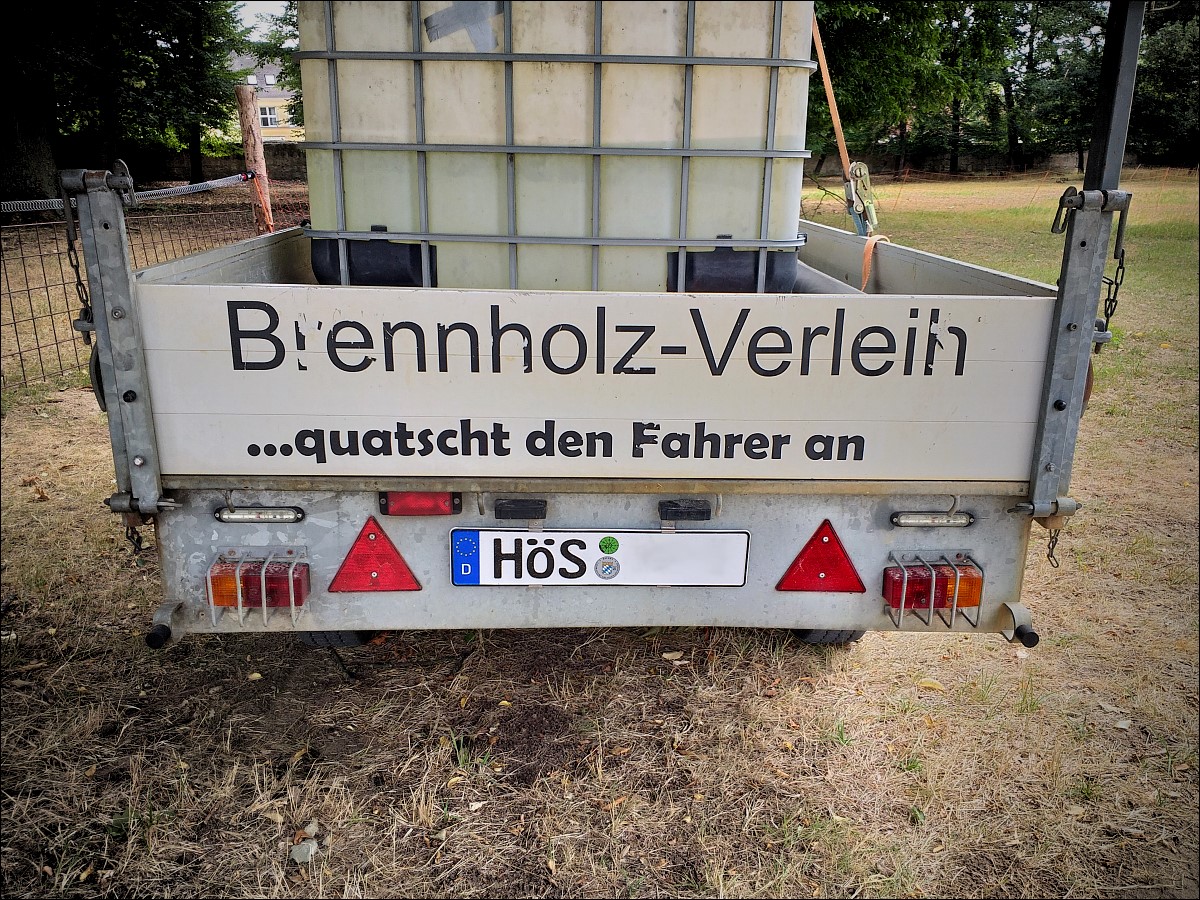 Brennholz-Verleih
...quatscht den Fahrer an
HöS
D